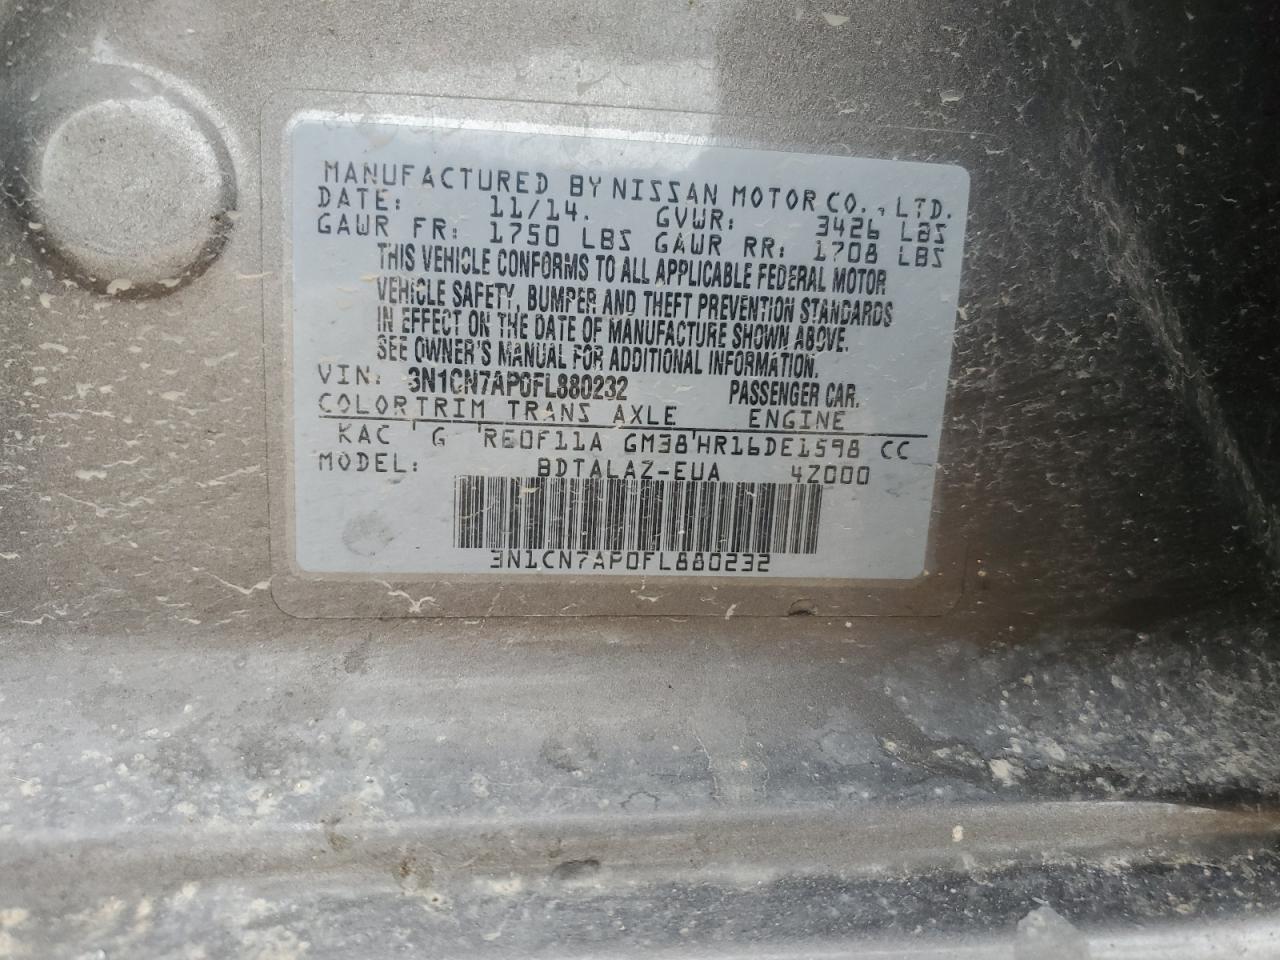 MANUFACTURED BY NISSAN MOTOR CO., LTD.
DATE: 11/14. GVWR: 3426 LBS
GAWR FR: 1750 LBS GAWR RR: 1708 LBS
THIS VEHICLE CONFORMS TO ALL APPLICABLE FEDERAL MOTOR
VEHICLE SAFETY, BUMPER AND THEFT PREVENTION STANDARDS
IN EFFECT ON THE DATE OF MANUFACTURE SHOWN ABOVE.
SEE OWNER'S MANUAL FOR ADDITIONAL INFORMATION.
VIN: 3N1CN7AP0FL880232 PASSENGER CAR.
COLOR TRIM TRANS AXLE ENGINE
KAC G RE0F11A GM38 HR16DE1598 CC
MODEL: BDTALAZ-EUA 4Z000
3N1CN7AP0FL880232